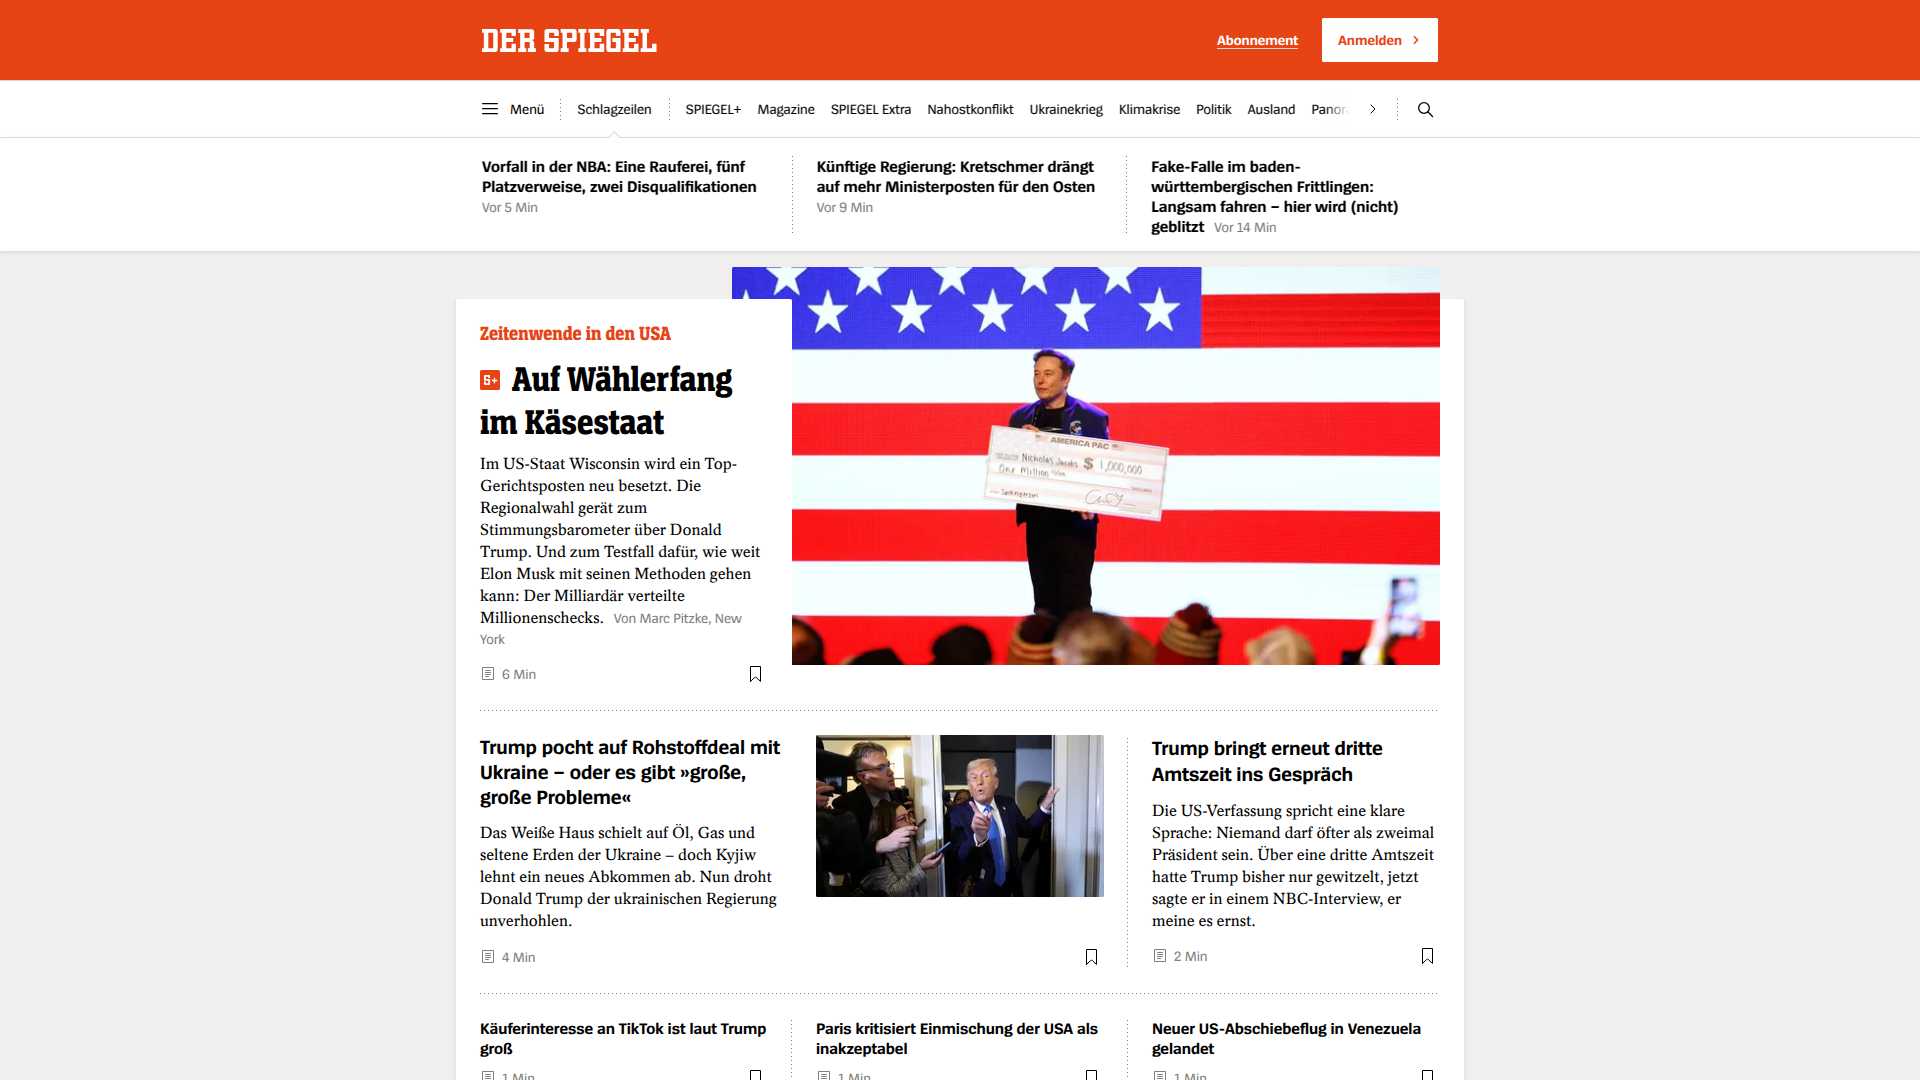 DER SPIEGEL
Abonnement
Anmelden
Menü
Schlagzeilen
SPIEGEL+
Magazine
SPIEGEL Extra
Nahostkonflikt
Ukrainekrieg
Klimakrise
Politik
Ausland
Panor
Vorfall in der NBA: Eine Rauferei, fünf
Platzverweise, zwei Disqualifikationen
Vor 5 Min
Künftige Regierung: Kretschmer drängt
auf mehr Ministerposten für den Osten
Vor 9 Min
Fake-Falle im baden-
württembergischen Frittlingen:
Langsam fahren – hier wird (nicht)
geblitzt Vor 14 Min
Zeitenwende in den USA
S+ Auf Wählerfang
im Käsestaat
Im US-Staat Wisconsin wird ein Top-
Gerichtsposten neu besetzt. Die
Regionalwahl gerät zum
Stimmungsbarometer über Donald
Trump. Und zum Testfall dafür, wie weit
Elon Musk mit seinen Methoden gehen
kann: Der Milliardär verteilte
Millionenschecks. Von Marc Pitzke, New
York
6 Min
AMERICA PAC
Nicholas Jacobs $ 1,000,000
One Million
Trump pocht auf Rohstoffdeal mit
Ukraine – oder es gibt »große,
große Probleme«
Das Weiße Haus schielt auf Öl, Gas und
seltene Erden der Ukraine – doch Kyjiw
lehnt ein neues Abkommen ab. Nun droht
Donald Trump der ukrainischen Regierung
unverhohlen.
4 Min
Trump bringt erneut dritte
Amtszeit ins Gespräch
Die US-Verfassung spricht eine klare
Sprache: Niemand darf öfter als zweimal
Präsident sein. Über eine dritte Amtszeit
hatte Trump bisher nur gewitzelt, jetzt
sagte er in einem NBC-Interview, er
meine es ernst.
2 Min
Käuferinteresse an TikTok ist laut Trump
groß
1 Min
Paris kritisiert Einmischung der USA als
inakzeptabel
1 Min
Neuer US-Abschiebeflug in Venezuela
gelandet
1 Min